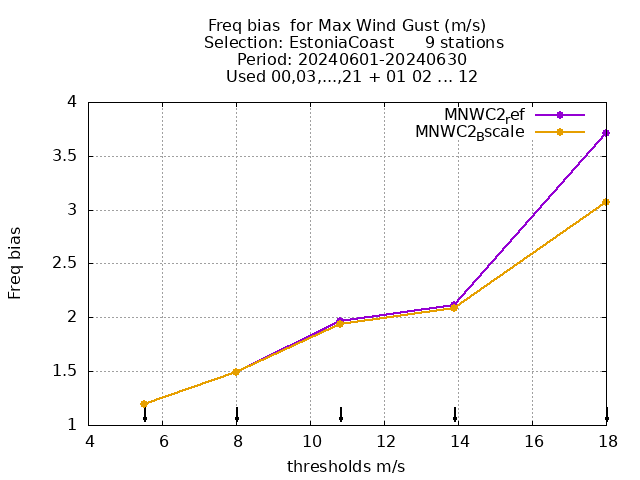 Freq bias  for Max Wind Gust (m/s)
Selection: EstoniaCoast      9 stations
Period: 20240601-20240630
Used 00,03,...,21 + 01 02 ... 12
MNWC2ref
MNWC2Bscale
4
3.5
3
2.5
2
1.5
1
Freq bias
4 6 8 10 12 14 16 18
thresholds m/s